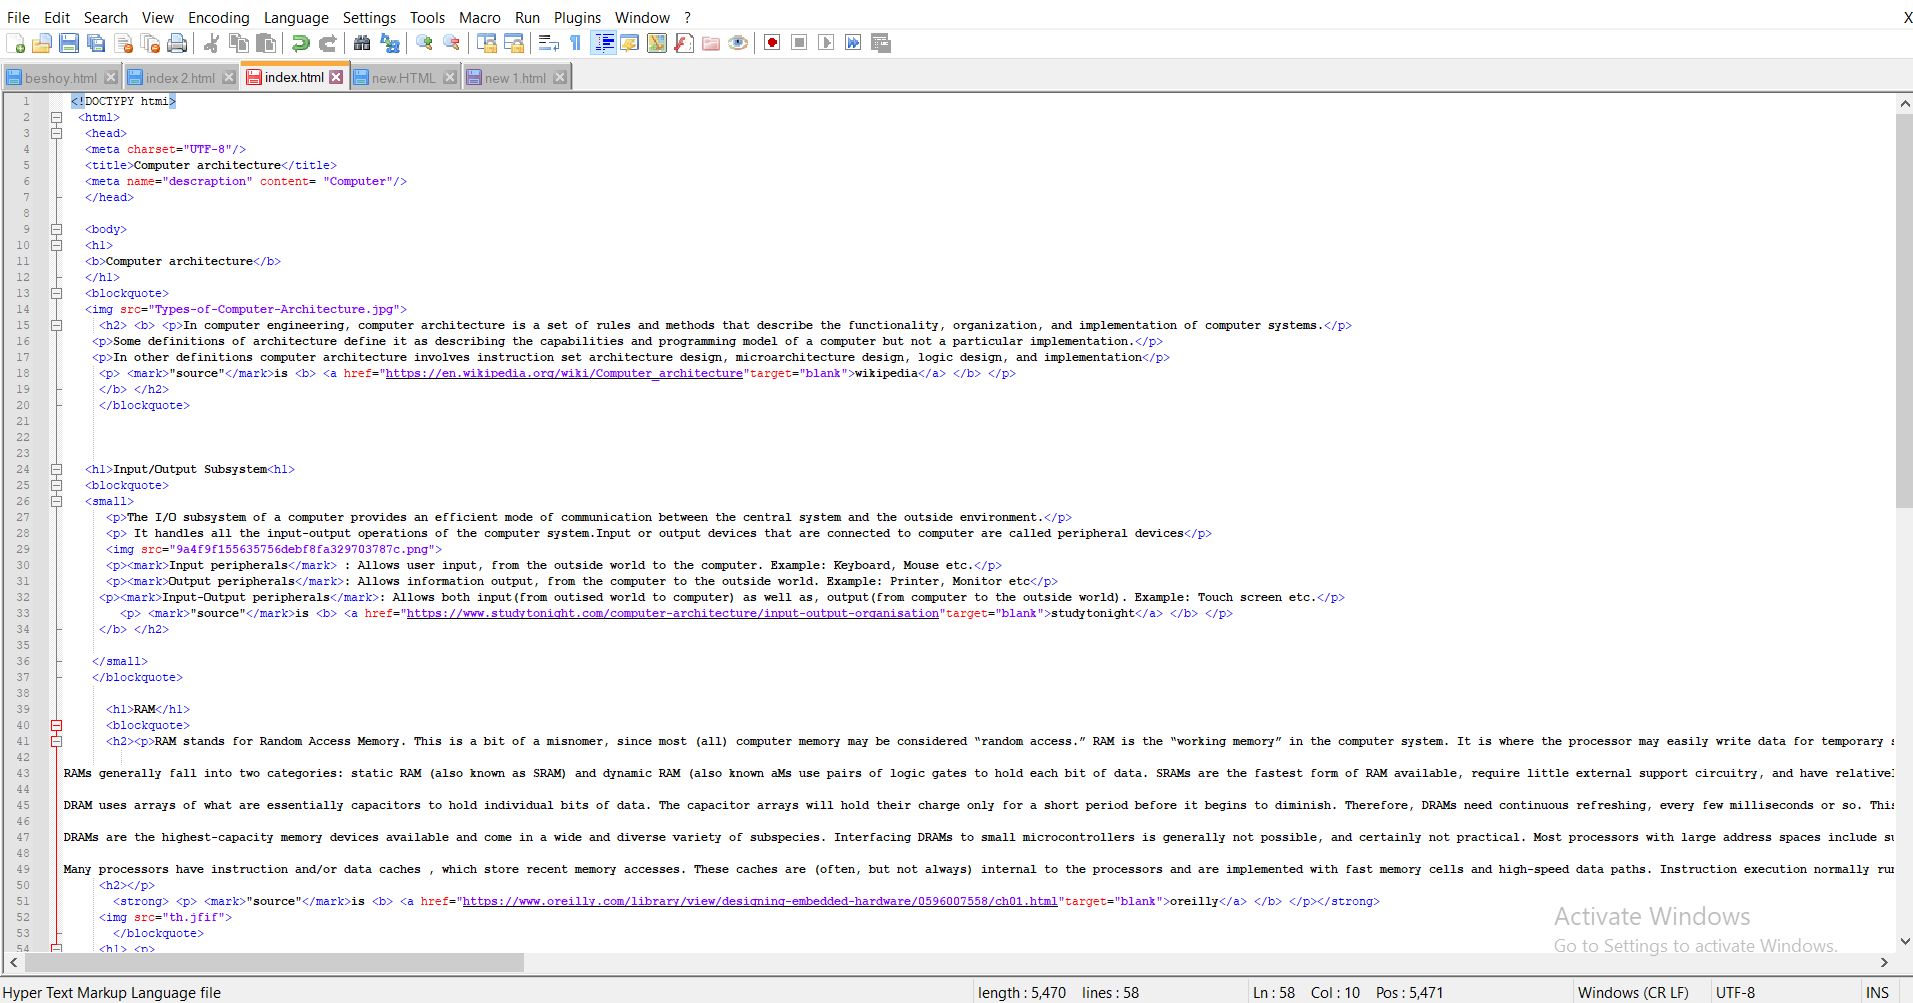 File Edit Search View Encoding Language Settings Tools Macro Run Plugins Window ? X
beshoy.html index 2.html index.html new.HTML new 1.html
1 <!DOCTYPY htmi>
2 <html>
3 <head>
4 <meta charset="UTF-8"/>
5 <title>Computer architecture</title>
6 <meta name="descraption" content= "Computer"/>
7 </head>
8
9 <body>
10 <h1>
11 <b>Computer architecture</b>
12 </h1>
13 <blockquote>
14 <img src="Types-of-Computer-Architecture.jpg">
15 <h2> <b> <p>In computer engineering, computer architecture is a set of rules and methods that describe the functionality, organization, and implementation of computer systems.</p>
16 <p>Some definitions of architecture define it as describing the capabilities and programming model of a computer but not a particular implementation.</p>
17 <p>In other definitions computer architecture involves instruction set architecture design, microarchitecture design, logic design, and implementation</p>
18 <p> <mark>"source"</mark>is <b> <a href="https://en.wikipedia.org/wiki/Computer_architecture"target="blank">wikipedia</a> </b> </p>
19 </b> </h2>
20 </blockquote>
21
22
23
24 <h1>Input/Output Subsystem<h1>
25 <blockquote>
26 <small>
27 <p>The I/O subsystem of a computer provides an efficient mode of communication between the central system and the outside environment.</p>
28 <p> It handles all the input-output operations of the computer system.Input or output devices that are connected to computer are called peripheral devices</p>
29 <img src="9a4f9f155635756debf8fa329703787c.png">
30 <p><mark>Input peripherals</mark> : Allows user input, from the outside world to the computer. Example: Keyboard, Mouse etc.</p>
31 <p><mark>Output peripherals</mark>: Allows information output, from the computer to the outside world. Example: Printer, Monitor etc</p>
32 <p><mark>Input-Output peripherals</mark>: Allows both input(from outised world to computer) as well as, output(from computer to the outside world). Example: Touch screen etc.</p>
33 <p> <mark>"source"</mark>is <b> <a href="https://www.studytonight.com/computer-architecture/input-output-organisation"target="blank">studytonight</a> </b> </p>
34 </b> </h2>
35
36 </small>
37 </blockquote>
38
39 <h1>RAM</h1>
40 <blockquote>
41 <h2><p>RAM stands for Random Access Memory. This is a bit of a misnomer, since most (all) computer memory may be considered “random access.” RAM is the “working memory” in the computer system. It is where the processor may easily write data for temporary
42
43 RAMs generally fall into two categories: static RAM (also known as SRAM) and dynamic RAM (also known aMs use pairs of logic gates to hold each bit of data. SRAMs are the fastest form of RAM available, require little external support circuitry, and have relativel
44
45 DRAM uses arrays of what are essentially capacitors to hold individual bits of data. The capacitor arrays will hold their charge only for a short period before it begins to diminish. Therefore, DRAMs need continuous refreshing, every few milliseconds or so. This
46
47 DRAMs are the highest-capacity memory devices available and come in a wide and diverse variety of subspecies. Interfacing DRAMs to small microcontrollers is generally not possible, and certainly not practical. Most processors with large address spaces include su
48
49 Many processors have instruction and/or data caches , which store recent memory accesses. These caches are (often, but not always) internal to the processors and are implemented with fast memory cells and high-speed data paths. Instruction execution normally run
50 <h2></p>
51 <strong> <p> <mark>"source"</mark>is <b> <a href="https://www.oreilly.com/library/view/designing-embedded-hardware/0596007558/ch01.html"target="blank">oreilly</a> </b> </p></strong>
52 <img src="th.jfif">
53 </blockquote>
54 <h1> <p>
Activate Windows
Go to Settings to activate Windows.
Hyper Text Markup Language file length : 5,470 lines : 58 Ln : 58 Col : 10 Pos : 5,471 Windows (CR LF) UTF-8 INS